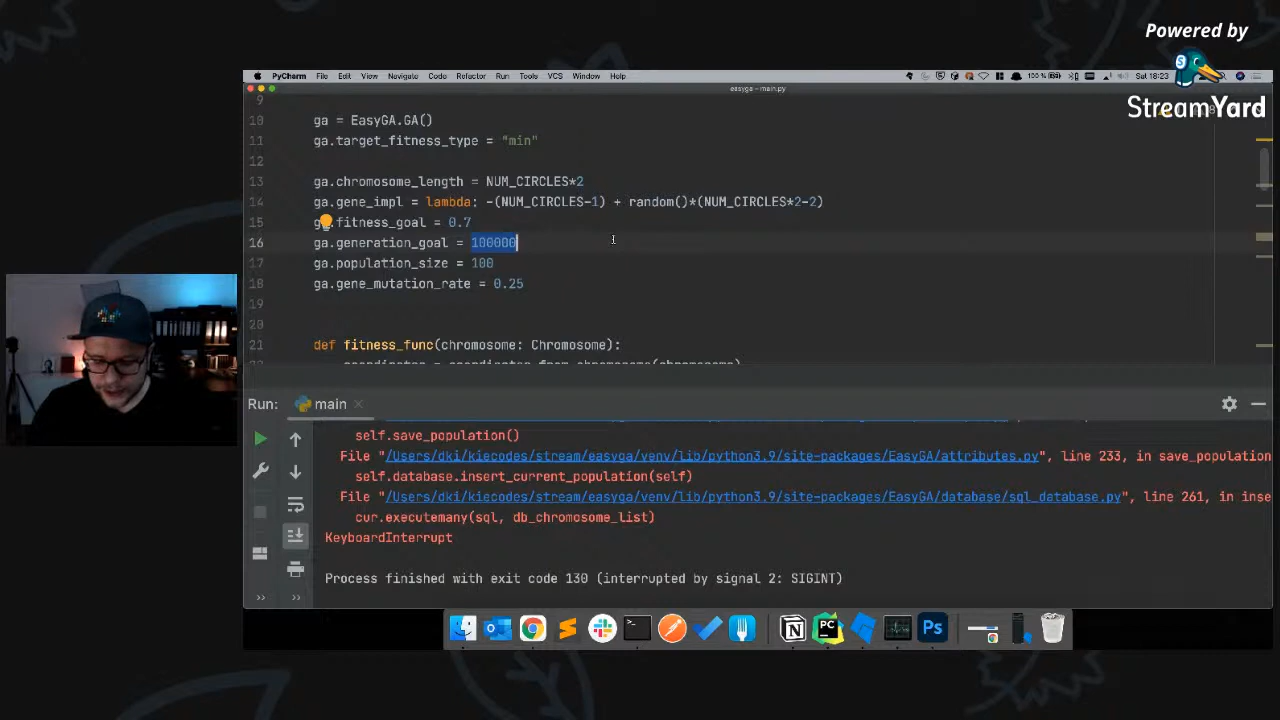 Powered by
StreamYard
PyCharm File Edit View Navigate Code Refactor Run Tools VCS Window Help 100 % Sat 18:23
easyga – main.py
9
10 ga = EasyGA.GA()
11 ga.target_fitness_type = "min"
12
13 ga.chromosome_length = NUM_CIRCLES*2
14 ga.gene_impl = lambda: -(NUM_CIRCLES-1) + random()*(NUM_CIRCLES*2-2)
15 ga.fitness_goal = 0.7
16 ga.generation_goal = 100000
17 ga.population_size = 100
18 ga.gene_mutation_rate = 0.25
19
20
21 def fitness_func(chromosome: Chromosome):
Run: main
self.save_population()
File "/Users/dki/kiecodes/stream/easyga/venv/lib/python3.9/site-packages/EasyGA/attributes.py", line 233, in save_population
self.database.insert_current_population(self)
File "/Users/dki/kiecodes/stream/easyga/venv/lib/python3.9/site-packages/EasyGA/database/sql_database.py", line 261, in inse
cur.executemany(sql, db_chromosome_list)
KeyboardInterrupt
Process finished with exit code 130 (interrupted by signal 2: SIGINT)
PC
Ps